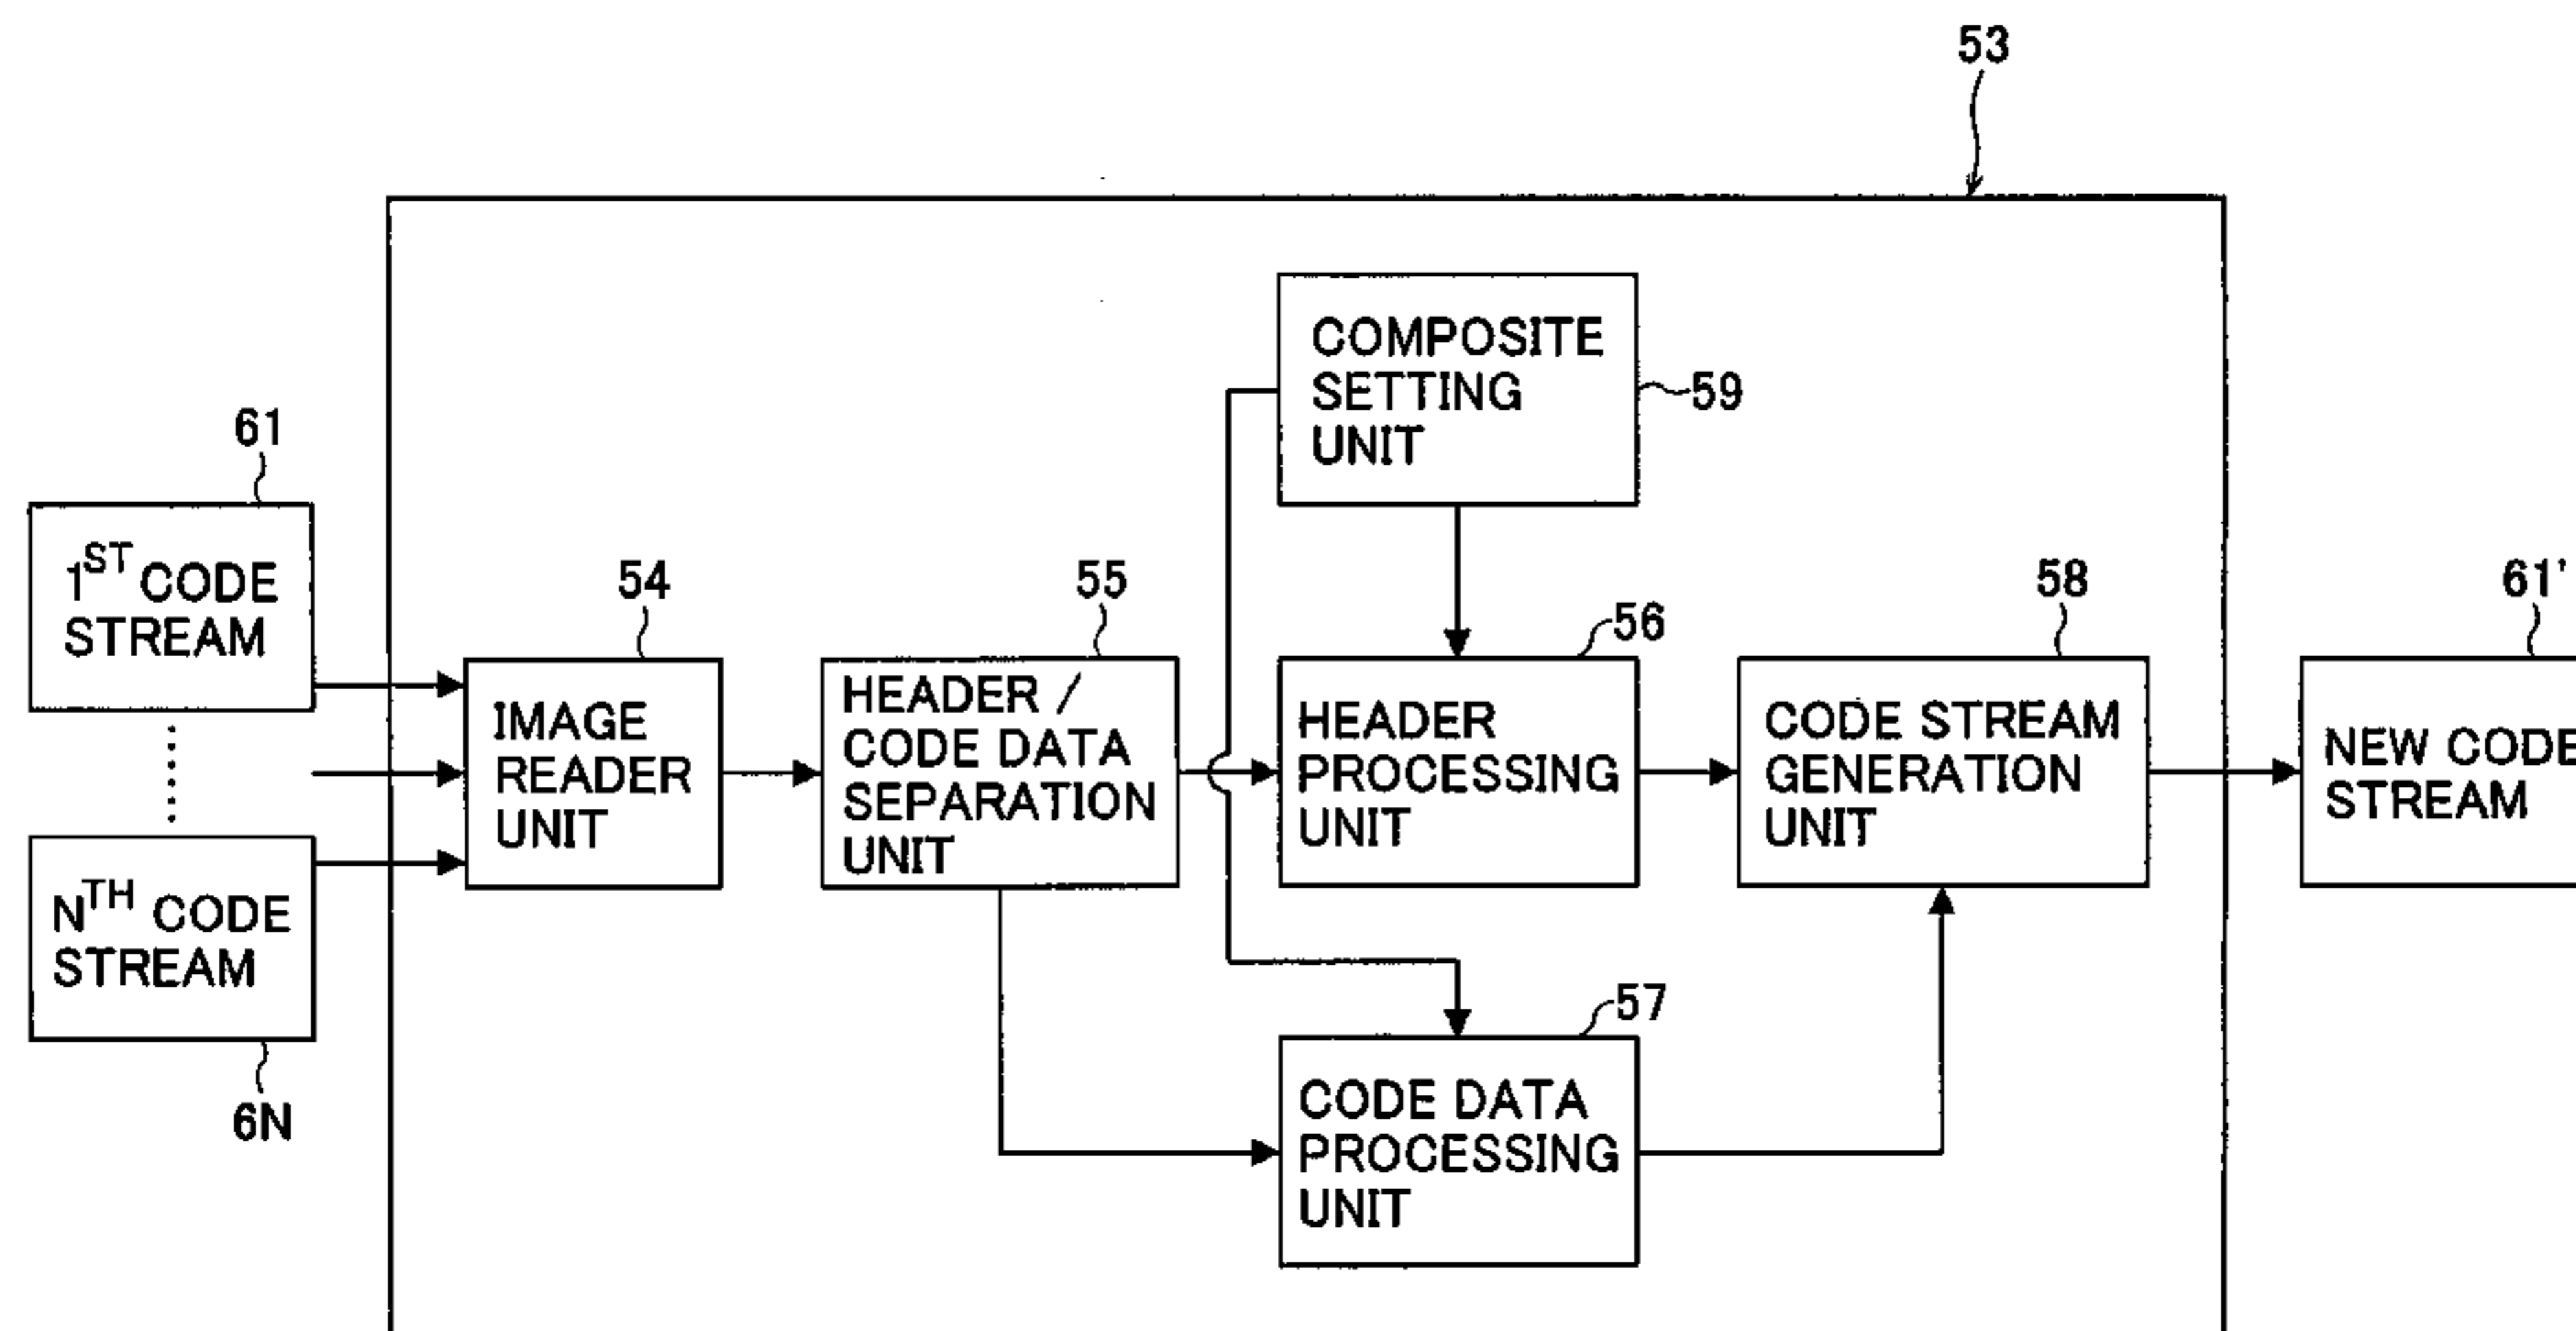 53
COMPOSITE
SETTING
UNIT
59
61
1ST CODE
STREAM
54
IMAGE
READER
UNIT
55
HEADER /
CODE DATA
SEPARATION
UNIT
56
HEADER
PROCESSING
UNIT
58
CODE STREAM
GENERATION
UNIT
61'
NEW CODE
STREAM
NTH CODE
STREAM
6N
57
CODE DATA
PROCESSING
UNIT